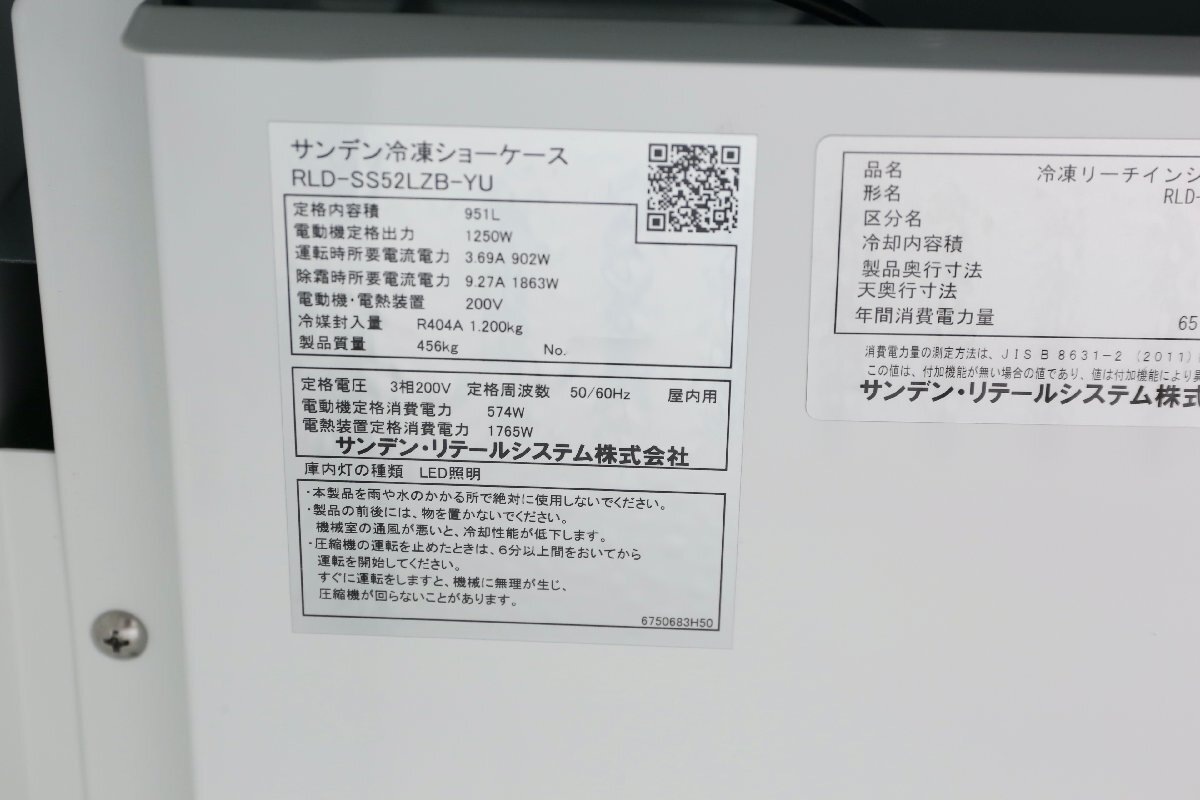 サンデン冷凍ショーケース
RLD-SS52LZB-YU
定格内容積 951L
電動機定格出力 1250W
運転時所要電流電力 3.69A 902W
除霜時所要電流電力 9.27A 1863W
電動機・電熱装置 200V
冷媒封入量 R404A 1.200kg
製品質量 456kg No.
定格電圧 3相200V 定格周波数 50/60Hz 屋内用
電動機定格消費電力 574W
電熱装置定格消費電力 1765W
サンデン・リテールシステム株式会社
庫内灯の種類 LED照明
・本製品を雨や水のかかる所で絶対に使用しないでください。
・製品の前後には、物を置かないでください。
機械室の通風が悪いと、冷却性能が低下します。
・圧縮機の運転を止めたときは、6分以上間をおいてから
運転を開始してください。
すぐに運転をしますと、機械に無理が生じ、
圧縮機が回らないことがあります。
6750683H50
品名 冷凍リーチインシ
形名 RLD-
区分名
冷却内容積
製品奥行寸法
天奥行寸法
年間消費電力量 65
消費電力量の測定方法は、JIS B 8631-2 (2011)
この値は、付加機能が無い場合の値であり、値は付加機能により異
サンデン・リテールシステム株式